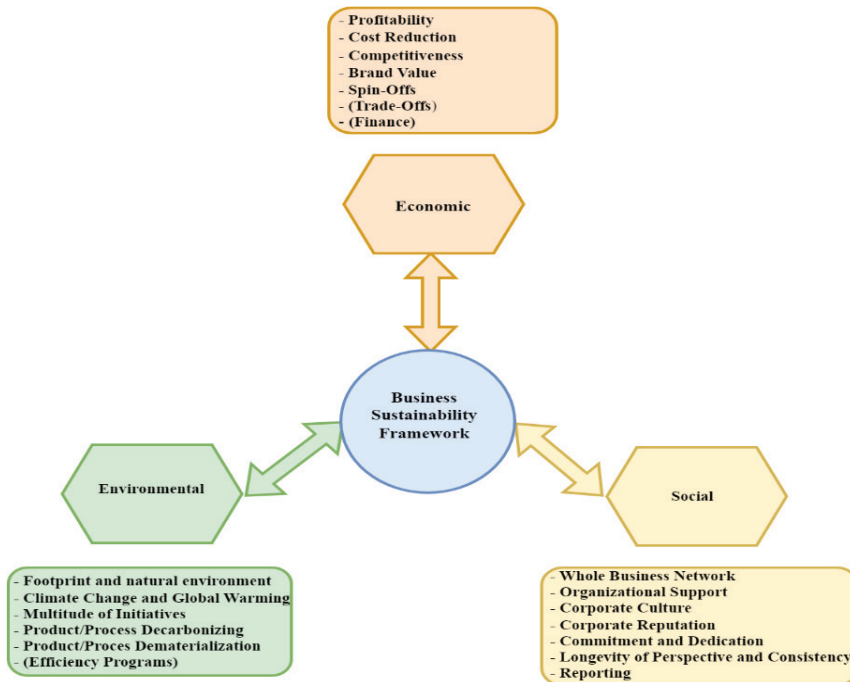 - Profitability
- Cost Reduction
- Competitiveness
- Brand Value
- Spin-Offs
- (Trade-Offs)
- (Finance)
Economic
Business
Sustainability
Framework
Environmental
Social
- Footprint and natural environment
- Climate Change and Global Warming
- Multitude of Initiatives
- Product/Process Decarbonizing
- Product/Proces Dematerialization
- (Efficiency Programs)
- Whole Business Network
- Organizational Support
- Corporate Culture
- Corporate Reputation
- Commitment and Dedication
- Longevity of Perspective and Consistency
- Reporting